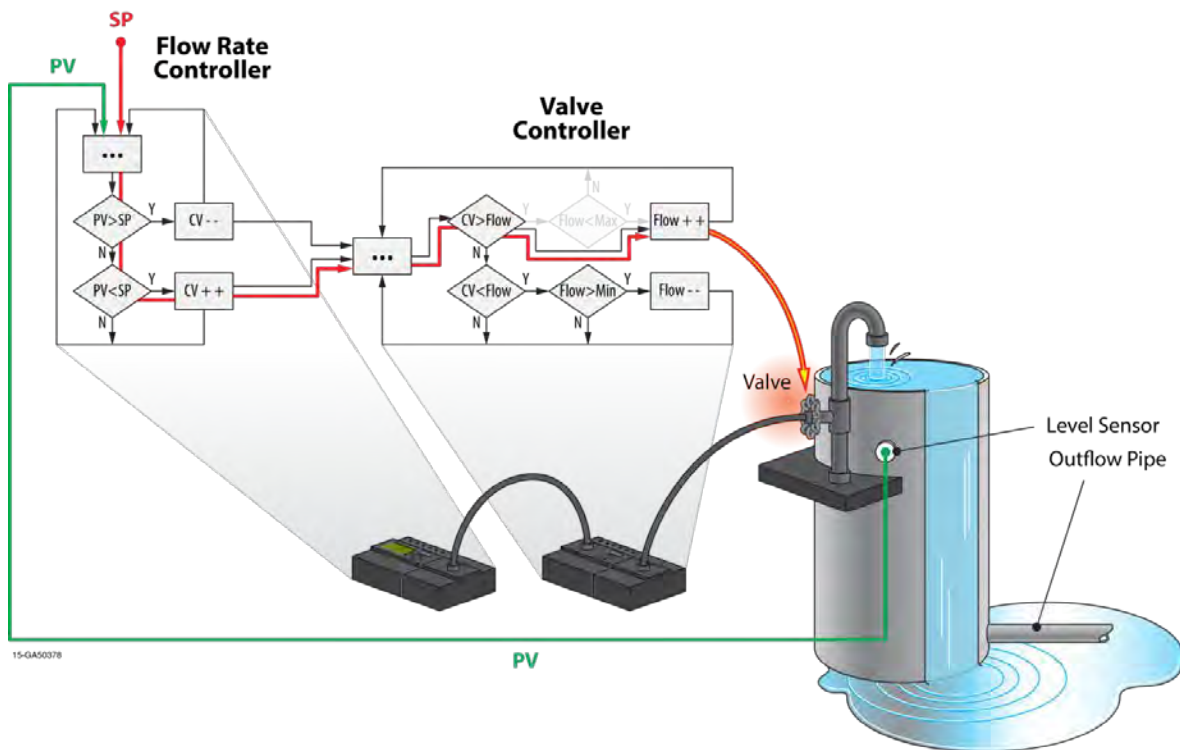 SP
Flow Rate
Controller
PV
Valve
Controller
...
PV>SP
Y
CV - -
N
PV<SP
Y
CV + +
N
...
CV>Flow
Y
Flow<Max
Y
Flow + +
N
N
CV<Flow
Y
Flow>Min
Y
Flow - -
N
N
Valve
Level Sensor
Outflow Pipe
15-GA50378
PV